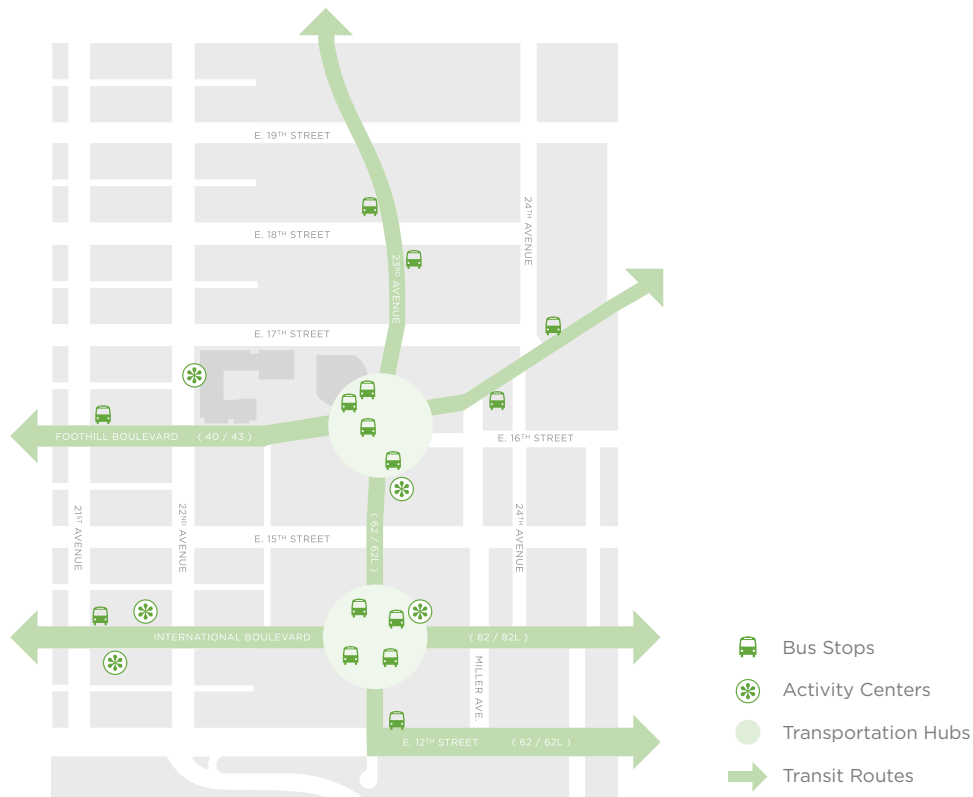 E. 19TH STREET
24TH AVENUE
E. 18TH STREET
23RD AVENUE
E. 17TH STREET
FOOTHILL BOULEVARD ( 40 / 43 )
E. 16TH STREET
21ST AVENUE
22ND AVENUE
( 62 / 62L )
24TH AVENUE
E. 15TH STREET
INTERNATIONAL BOULEVARD
( 82 / 82L )
MILLER AVE.
E. 12TH STREET ( 62 / 62L )
Bus Stops
Activity Centers
Transportation Hubs
Transit Routes